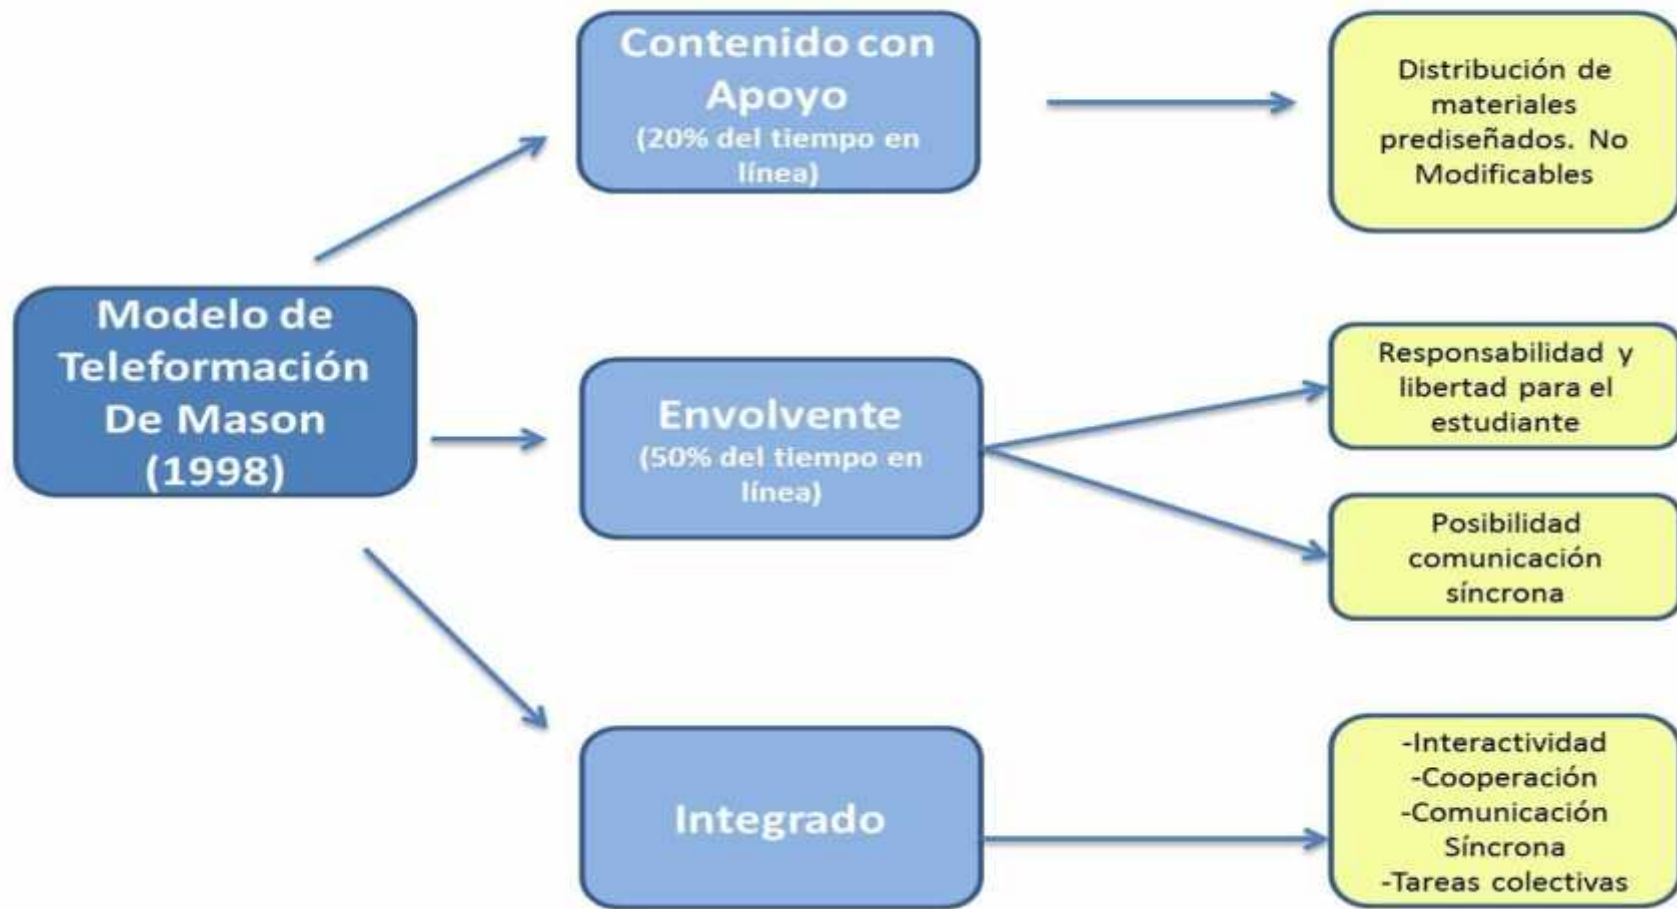 Modelo de
Teleformación
De Mason
(1998)
Contenido con
Apoyo
(20% del tiempo en
línea)
Distribución de
materiales
prediseñados. No
Modificables
Envolvente
(50% del tiempo en
línea)
Responsabilidad y
libertad para el
estudiante
Posibilidad
comunicación
síncrona
Integrado
-Interactividad
-Cooperación
-Comunicación
Síncrona
-Tareas colectivas